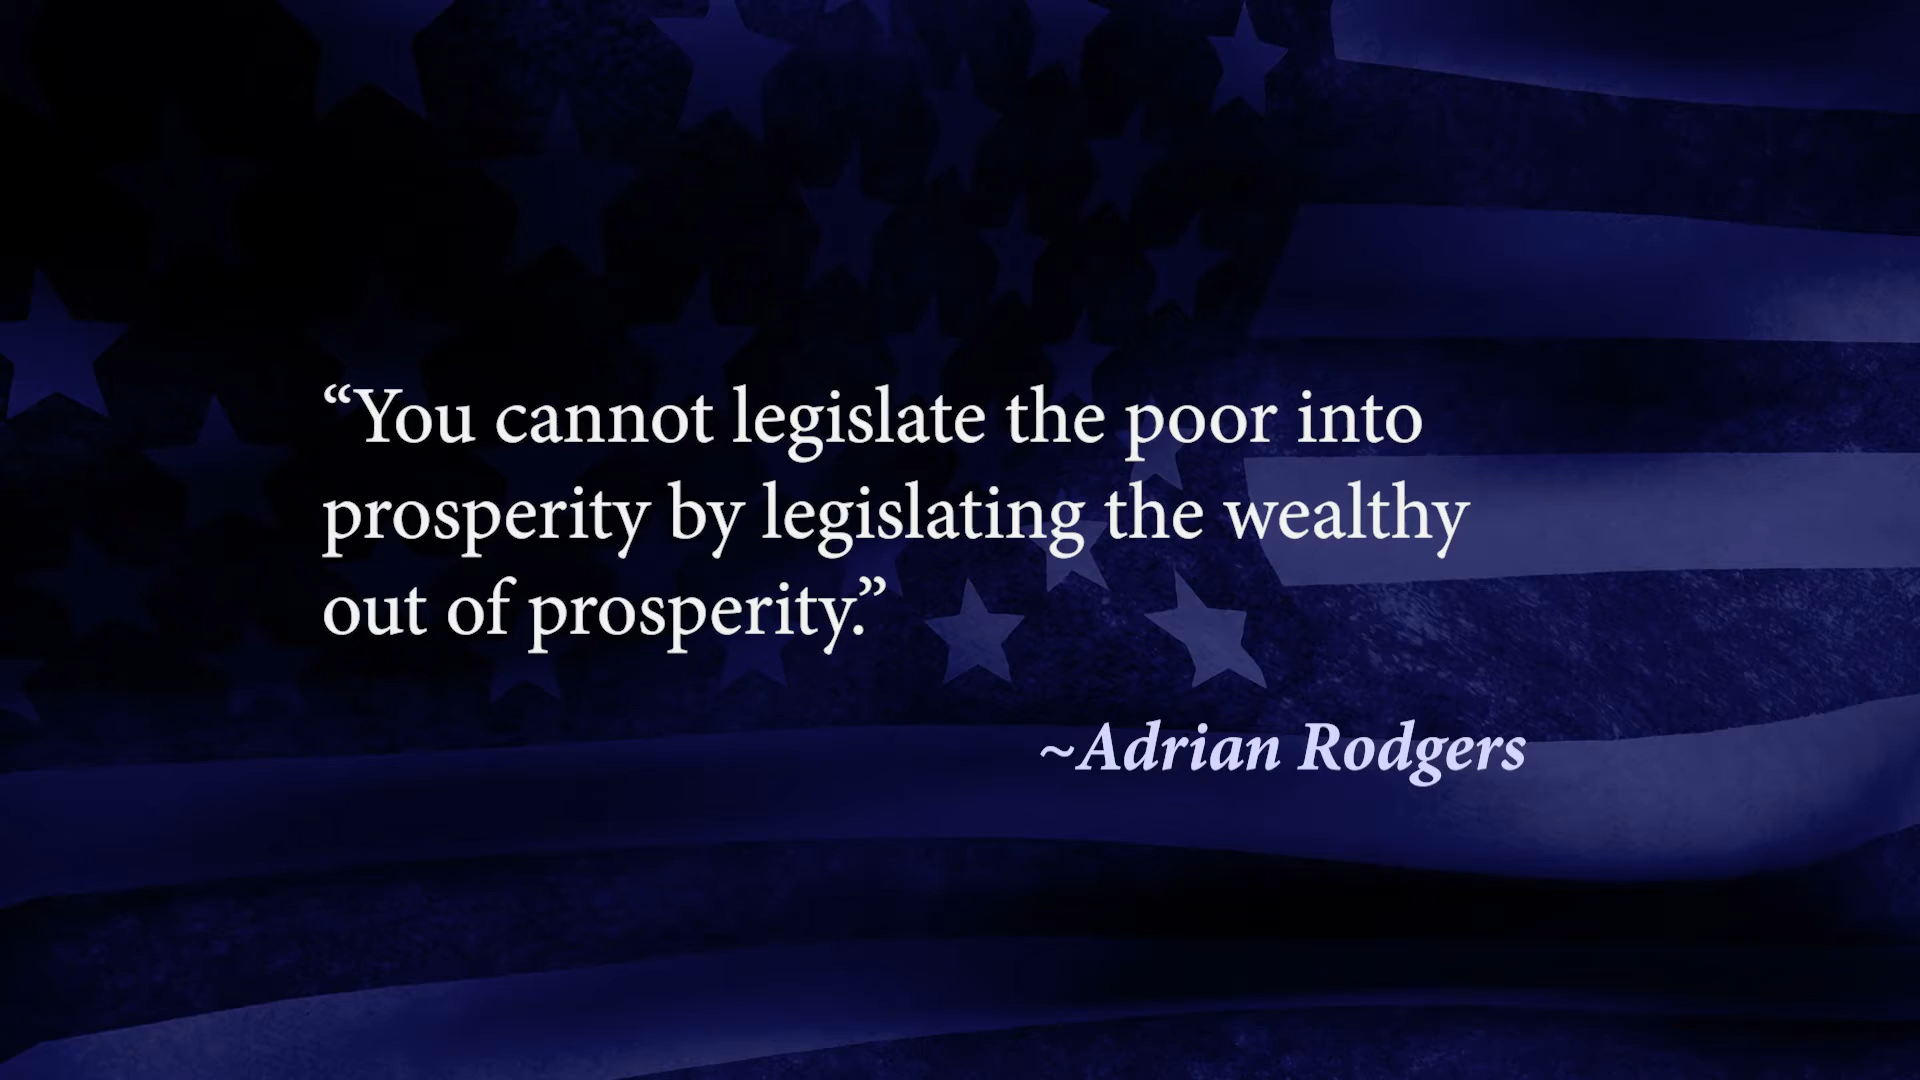 “You cannot legislate the poor into
prosperity by legislating the wealthy
out of prosperity.”
~Adrian Rodgers